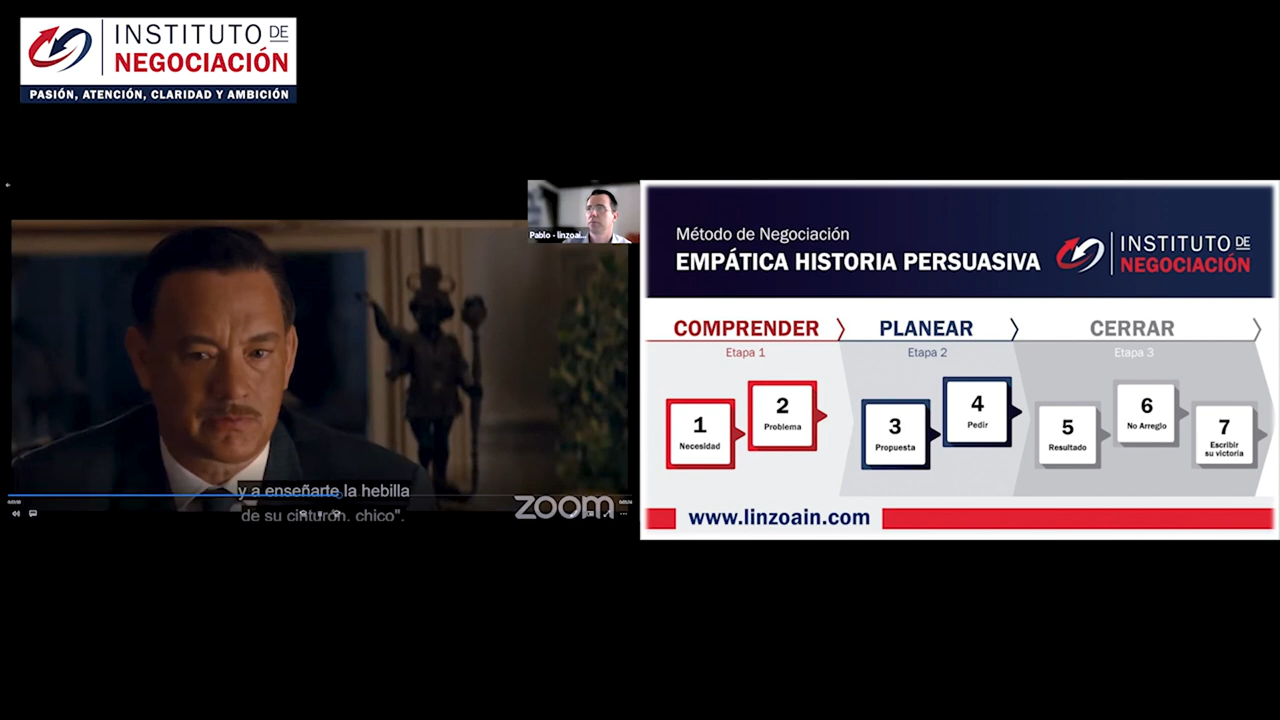 INSTITUTO DE
NEGOCIACIÓN
PASIÓN, ATENCIÓN, CLARIDAD Y AMBICIÓN
Pablo - linzoai...
y a enseñarte la hebilla
de su cinturón, chico".
zoom
Método de Negociación
EMPÁTICA HISTORIA PERSUASIVA
INSTITUTO DE
NEGOCIACIÓN
COMPRENDER
PLANEAR
CERRAR
Etapa 1
Etapa 2
Etapa 3
1
Necesidad
2
Problema
3
Propuesta
4
Pedir
5
Resultado
6
No Arreglo
7
Escribir
su victoria
www.linzoain.com